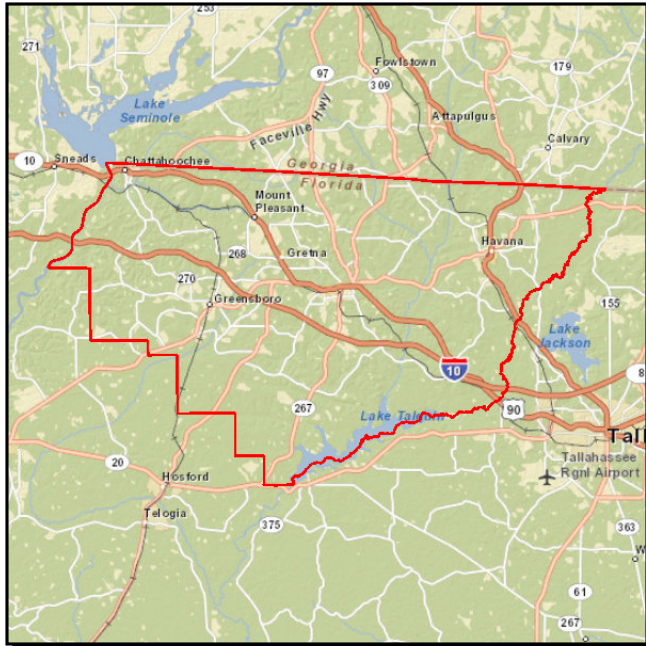 253
271
97
Fowlstown
179
309
Lake
Seminole
Faceville Hwy
Attapulgus
Calvary
10
Sneads
Chattahoochee
Georgia
Florida
Mount
Pleasant
268
Gretna
Havana
270
Greensboro
155
Lake
Jackson
10
8
267
Lake Talquin
90
Tall
20
Hosford
Tallahassee
Rgnl Airport
Telogia
375
363
W
61
267